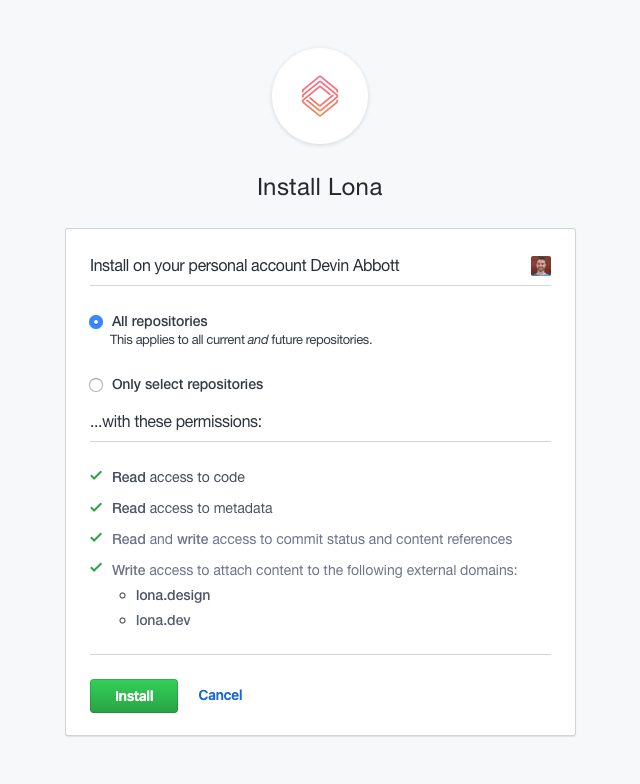 Install Lona
Install on your personal account Devin Abbott
All repositories
This applies to all current and future repositories.
Only select repositories
...with these permissions:
Read access to code
Read access to metadata
Read and write access to commit status and content references
Write access to attach content to the following external domains:
lona.design
lona.dev
Install Cancel